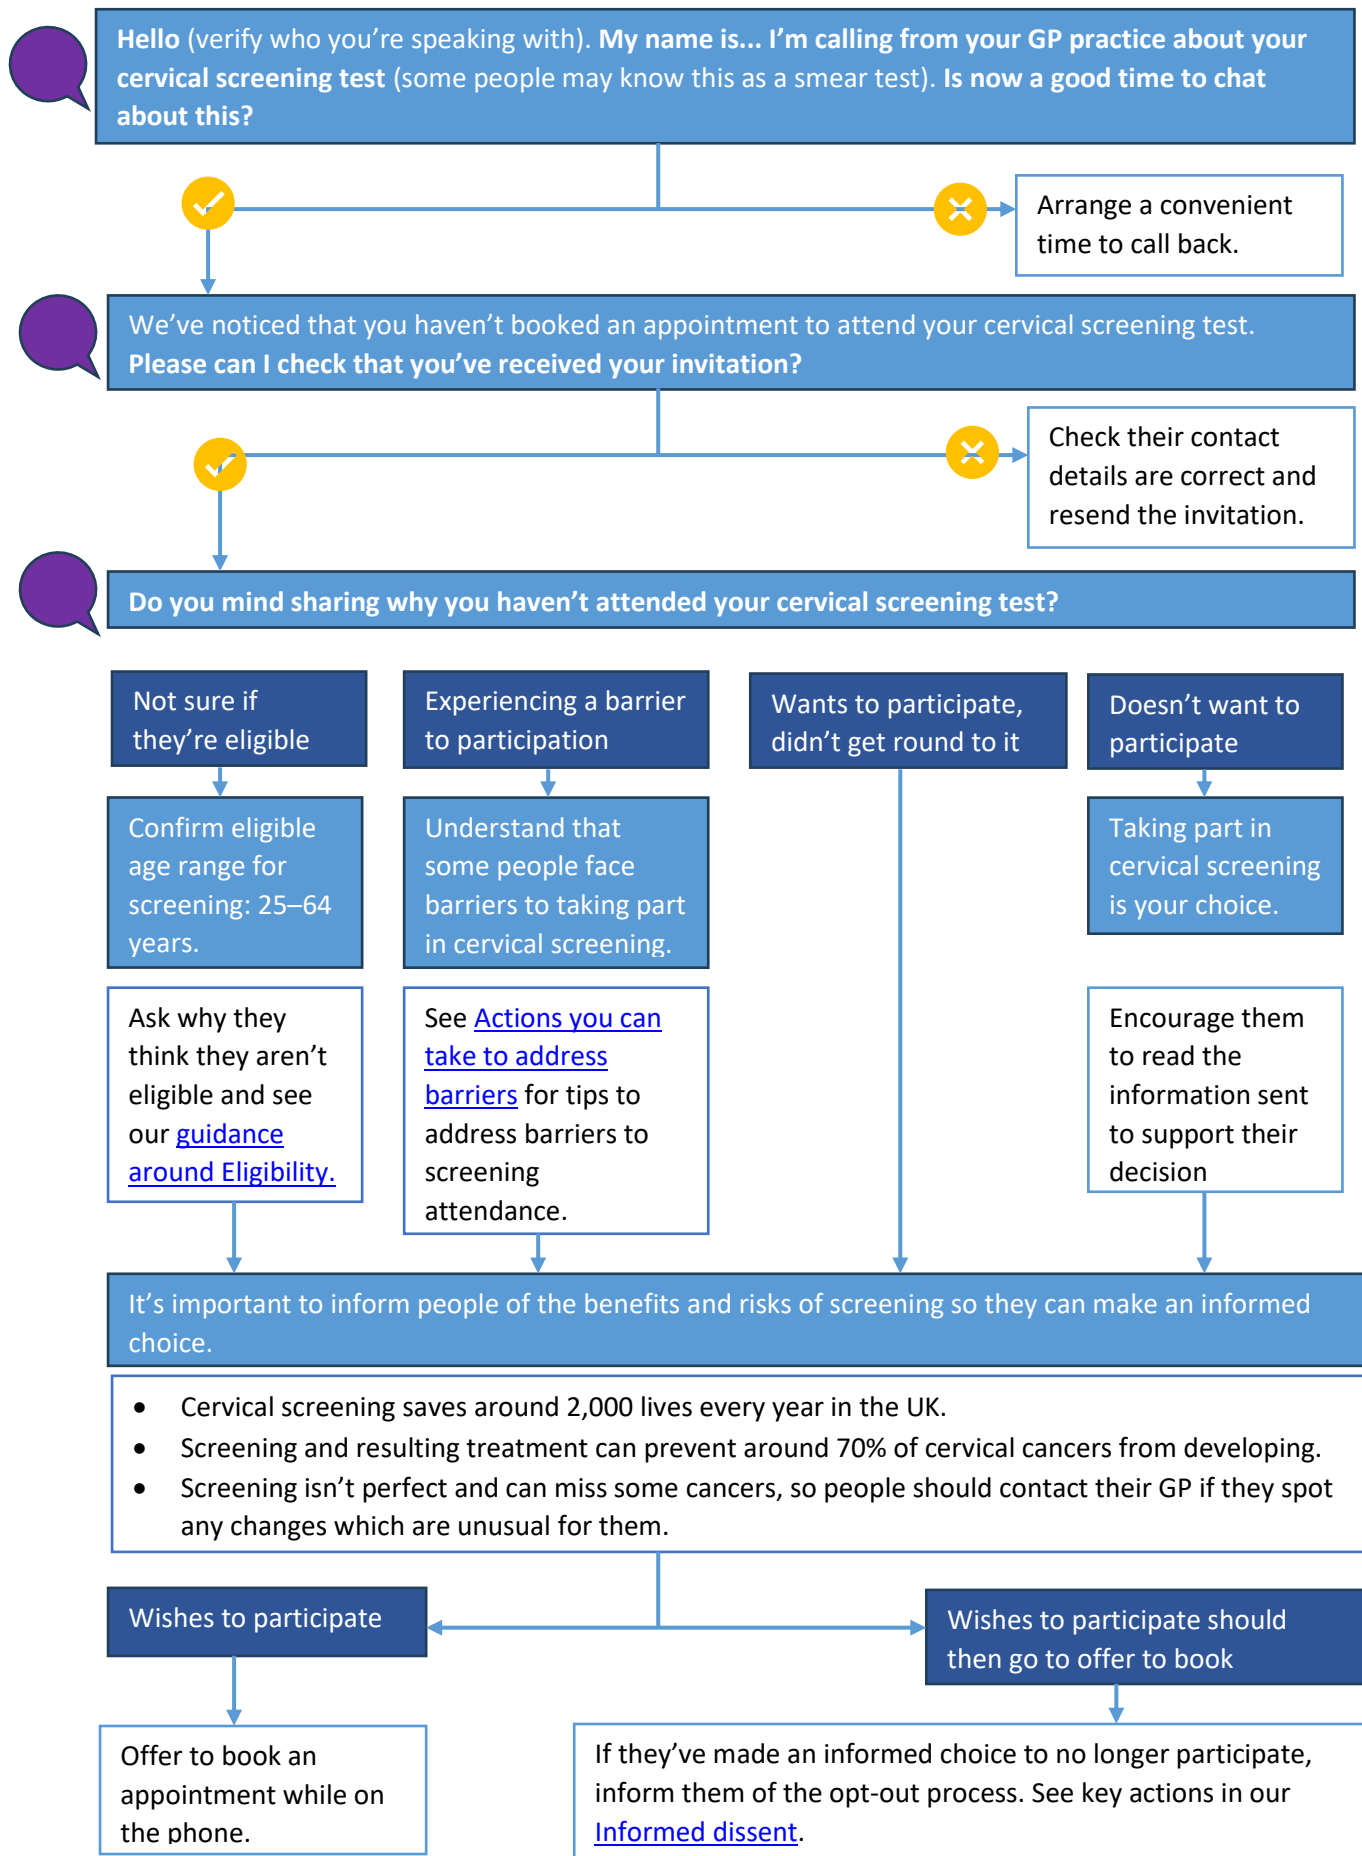 Hello (verify who you’re speaking with). My name is... I’m calling from your GP practice about your
cervical screening test (some people may know this as a smear test). Is now a good time to chat
about this?
Arrange a convenient
time to call back.
We’ve noticed that you haven’t booked an appointment to attend your cervical screening test.
Please can I check that you’ve received your invitation?
Check their contact
details are correct and
resend the invitation.
Do you mind sharing why you haven’t attended your cervical screening test?
Not sure if
they’re eligible
Experiencing a barrier
to participation
Wants to participate,
didn’t get round to it
Doesn’t want to
participate
Confirm eligible
age range for
screening: 25–64
years.
Understand that
some people face
barriers to taking part
in cervical screening.
Taking part in
cervical screening
is your choice.
Ask why they
think they aren’t
eligible and see
our guidance
around Eligibility.
See Actions you can
take to address
barriers for tips to
address barriers to
screening
attendance.
Encourage them
to read the
information sent
to support their
decision
It’s important to inform people of the benefits and risks of screening so they can make an informed
choice.
• Cervical screening saves around 2,000 lives every year in the UK.
• Screening and resulting treatment can prevent around 70% of cervical cancers from developing.
• Screening isn’t perfect and can miss some cancers, so people should contact their GP if they spot
any changes which are unusual for them.
Wishes to participate
Wishes to participate should
then go to offer to book
Offer to book an
appointment while on
the phone.
If they’ve made an informed choice to no longer participate,
inform them of the opt-out process. See key actions in our
Informed dissent.